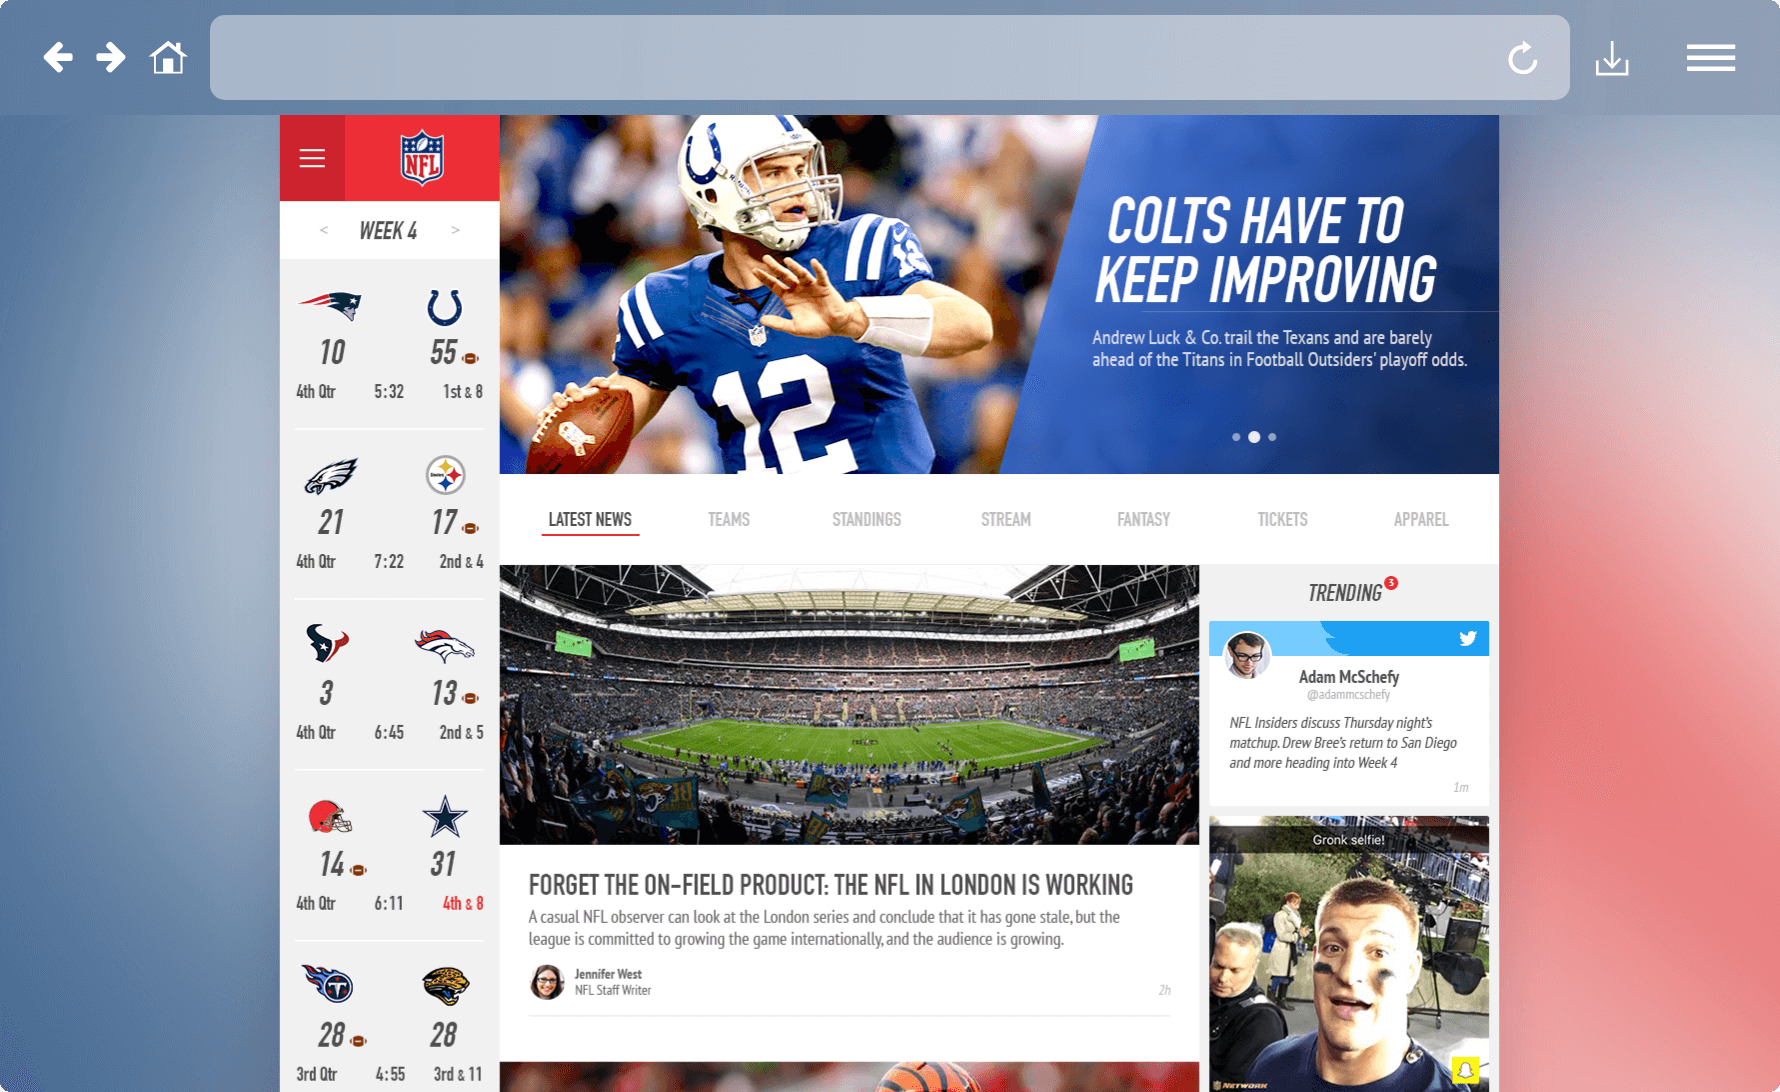 NFL
< WEEK 4 >
10 55
4th Qtr 5:32 1st & 8
21 17
4th Qtr 7:22 2nd & 4
3 13
4th Qtr 6:45 2nd & 5
14 31
4th Qtr 6:11 4th & 8
28 28
3rd Qtr 4:55 3rd & 11
12
12
COLTS HAVE TO
KEEP IMPROVING
Andrew Luck & Co. trail the Texans and are barely
ahead of the Titans in Football Outsiders' playoff odds.
LATEST NEWS TEAMS STANDINGS STREAM FANTASY TICKETS APPAREL
FORGET THE ON-FIELD PRODUCT: THE NFL IN LONDON IS WORKING
A casual NFL observer can look at the London series and conclude that it has gone stale, but the
league is committed to growing the game internationally, and the audience is growing.
Jennifer West
NFL Staff Writer
2h
TRENDING 3
Adam McSchefy
@adammcschefy
NFL Insiders discuss Thursday night's
matchup. Drew Bree's return to San Diego
and more heading into Week 4
1m
Gronk selfie!
NETWORK